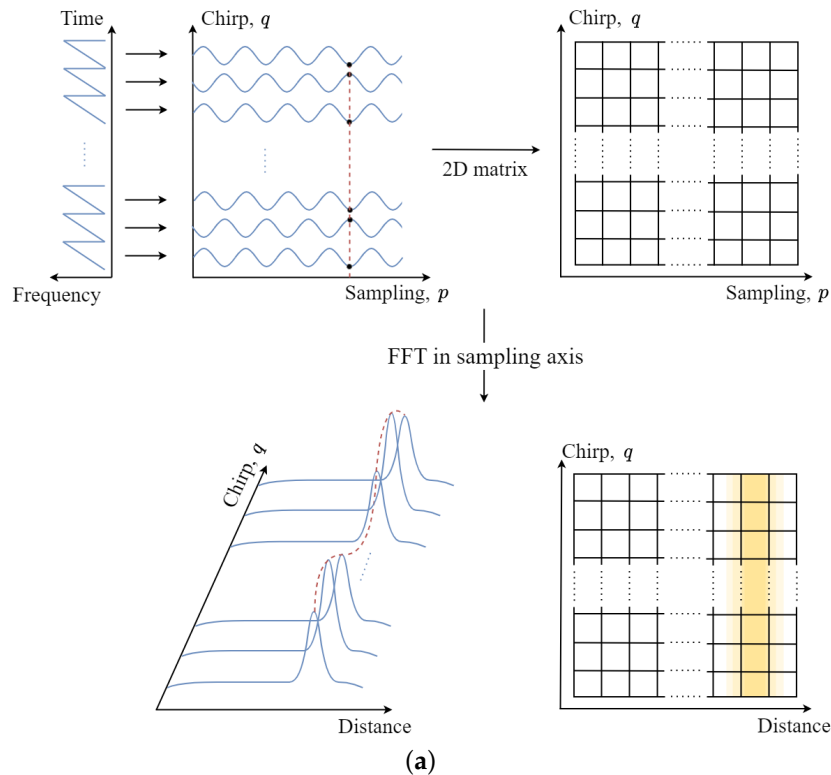 Time
Chirp, q
Chirp, q
2D matrix
Frequency
Sampling, p
Sampling, p
FFT in sampling axis
Chirp, q
Chirp, q
Distance
Distance
(a)